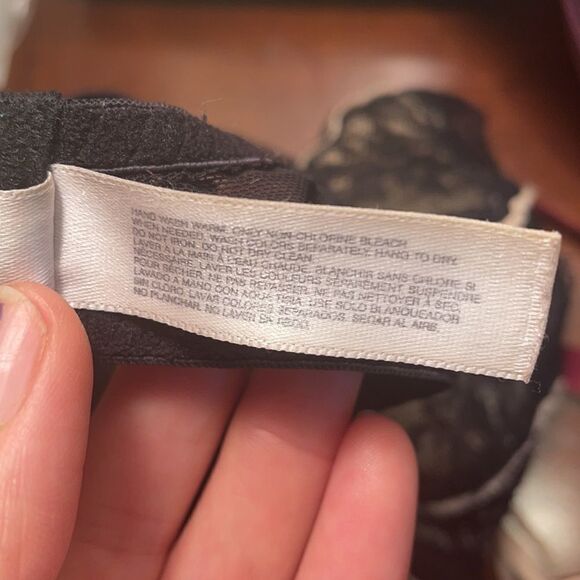 HAND WASH WARM. ONLY NON-CHLORINE BLEACH
WHEN NEEDED. WASH COLORS SEPARATELY. HANG TO DRY.
DO NOT IRON. DO NOT DRY CLEAN.
LAVER A LA MAIN À L'EAU CHAUDE. BLANCHIR SANS CHLORE SI
NÉCESSAIRE. LAVER LES COULEURS SÉPARÉMENT. SUSPENDRE
POUR SÉCHER. NE PAS REPASSER. NE PAS NETTOYER À SEC.
LAVADO A MANO CON AGUA TIBIA. USE SOLO BLANQUEADOR
SIN CLORO. LAVAR COLORES SEPARADOS. SECAR AL AIRE.
NO PLANCHAR. NO LAVER EN SECO.